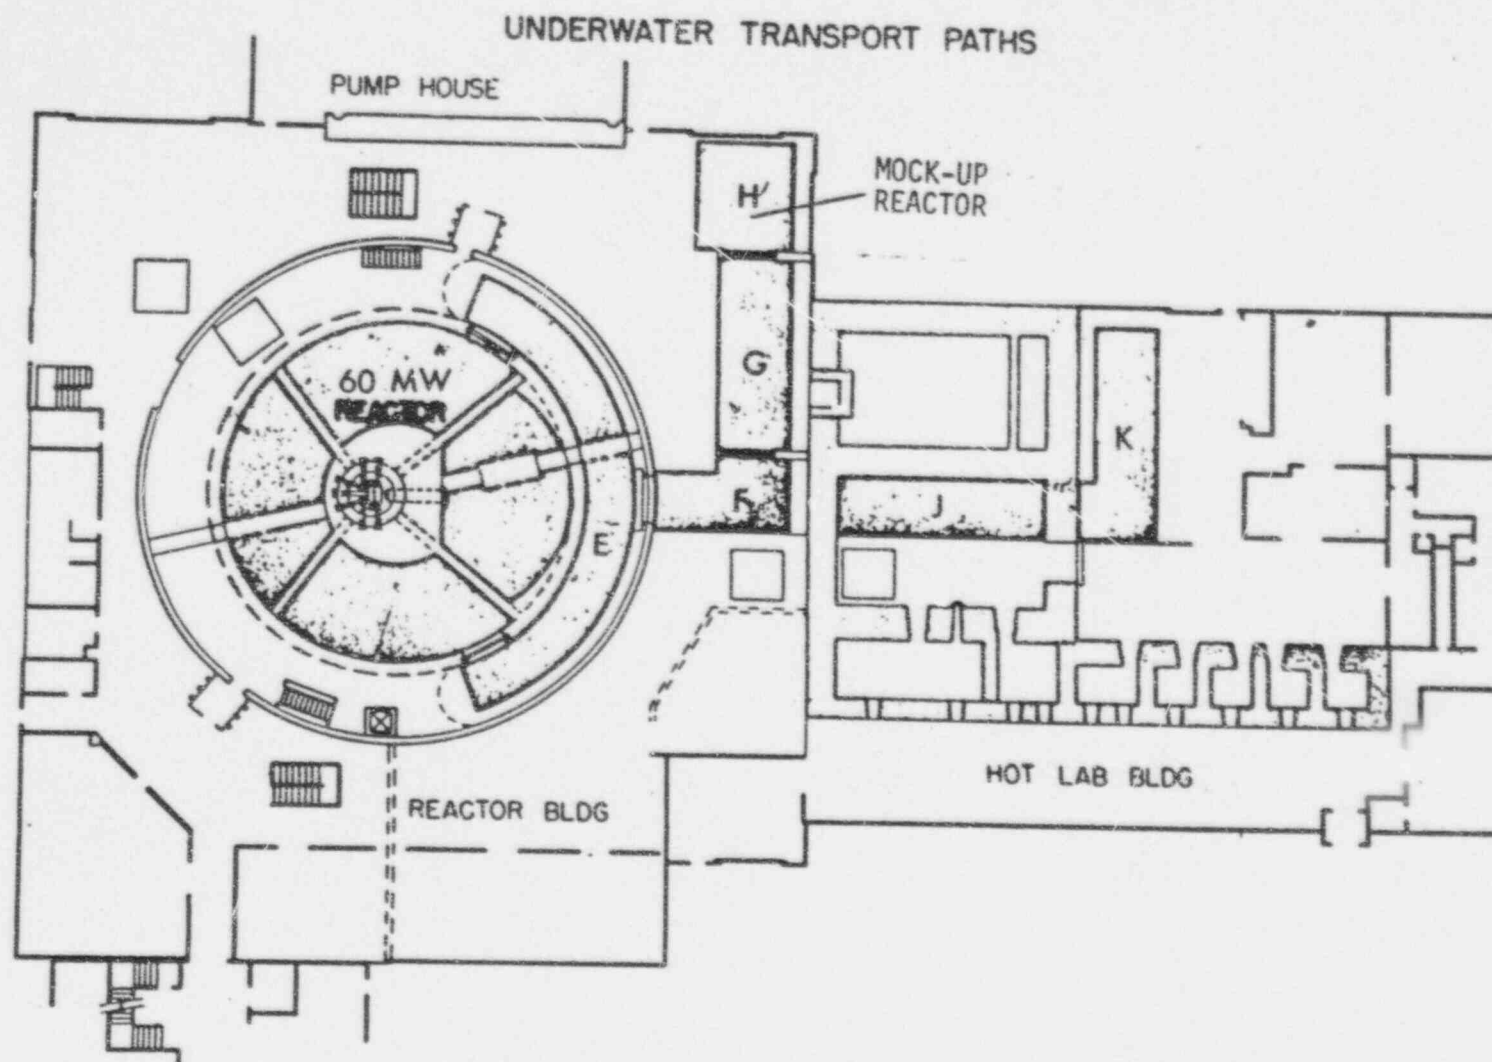 UNDERWATER TRANSPORT PATHS
PUMP HOUSE
H'
MOCK-UP
REACTOR
60 MW
REACTOR
G
K
F
J
E
HOT LAB BLDG
REACTOR BLDG